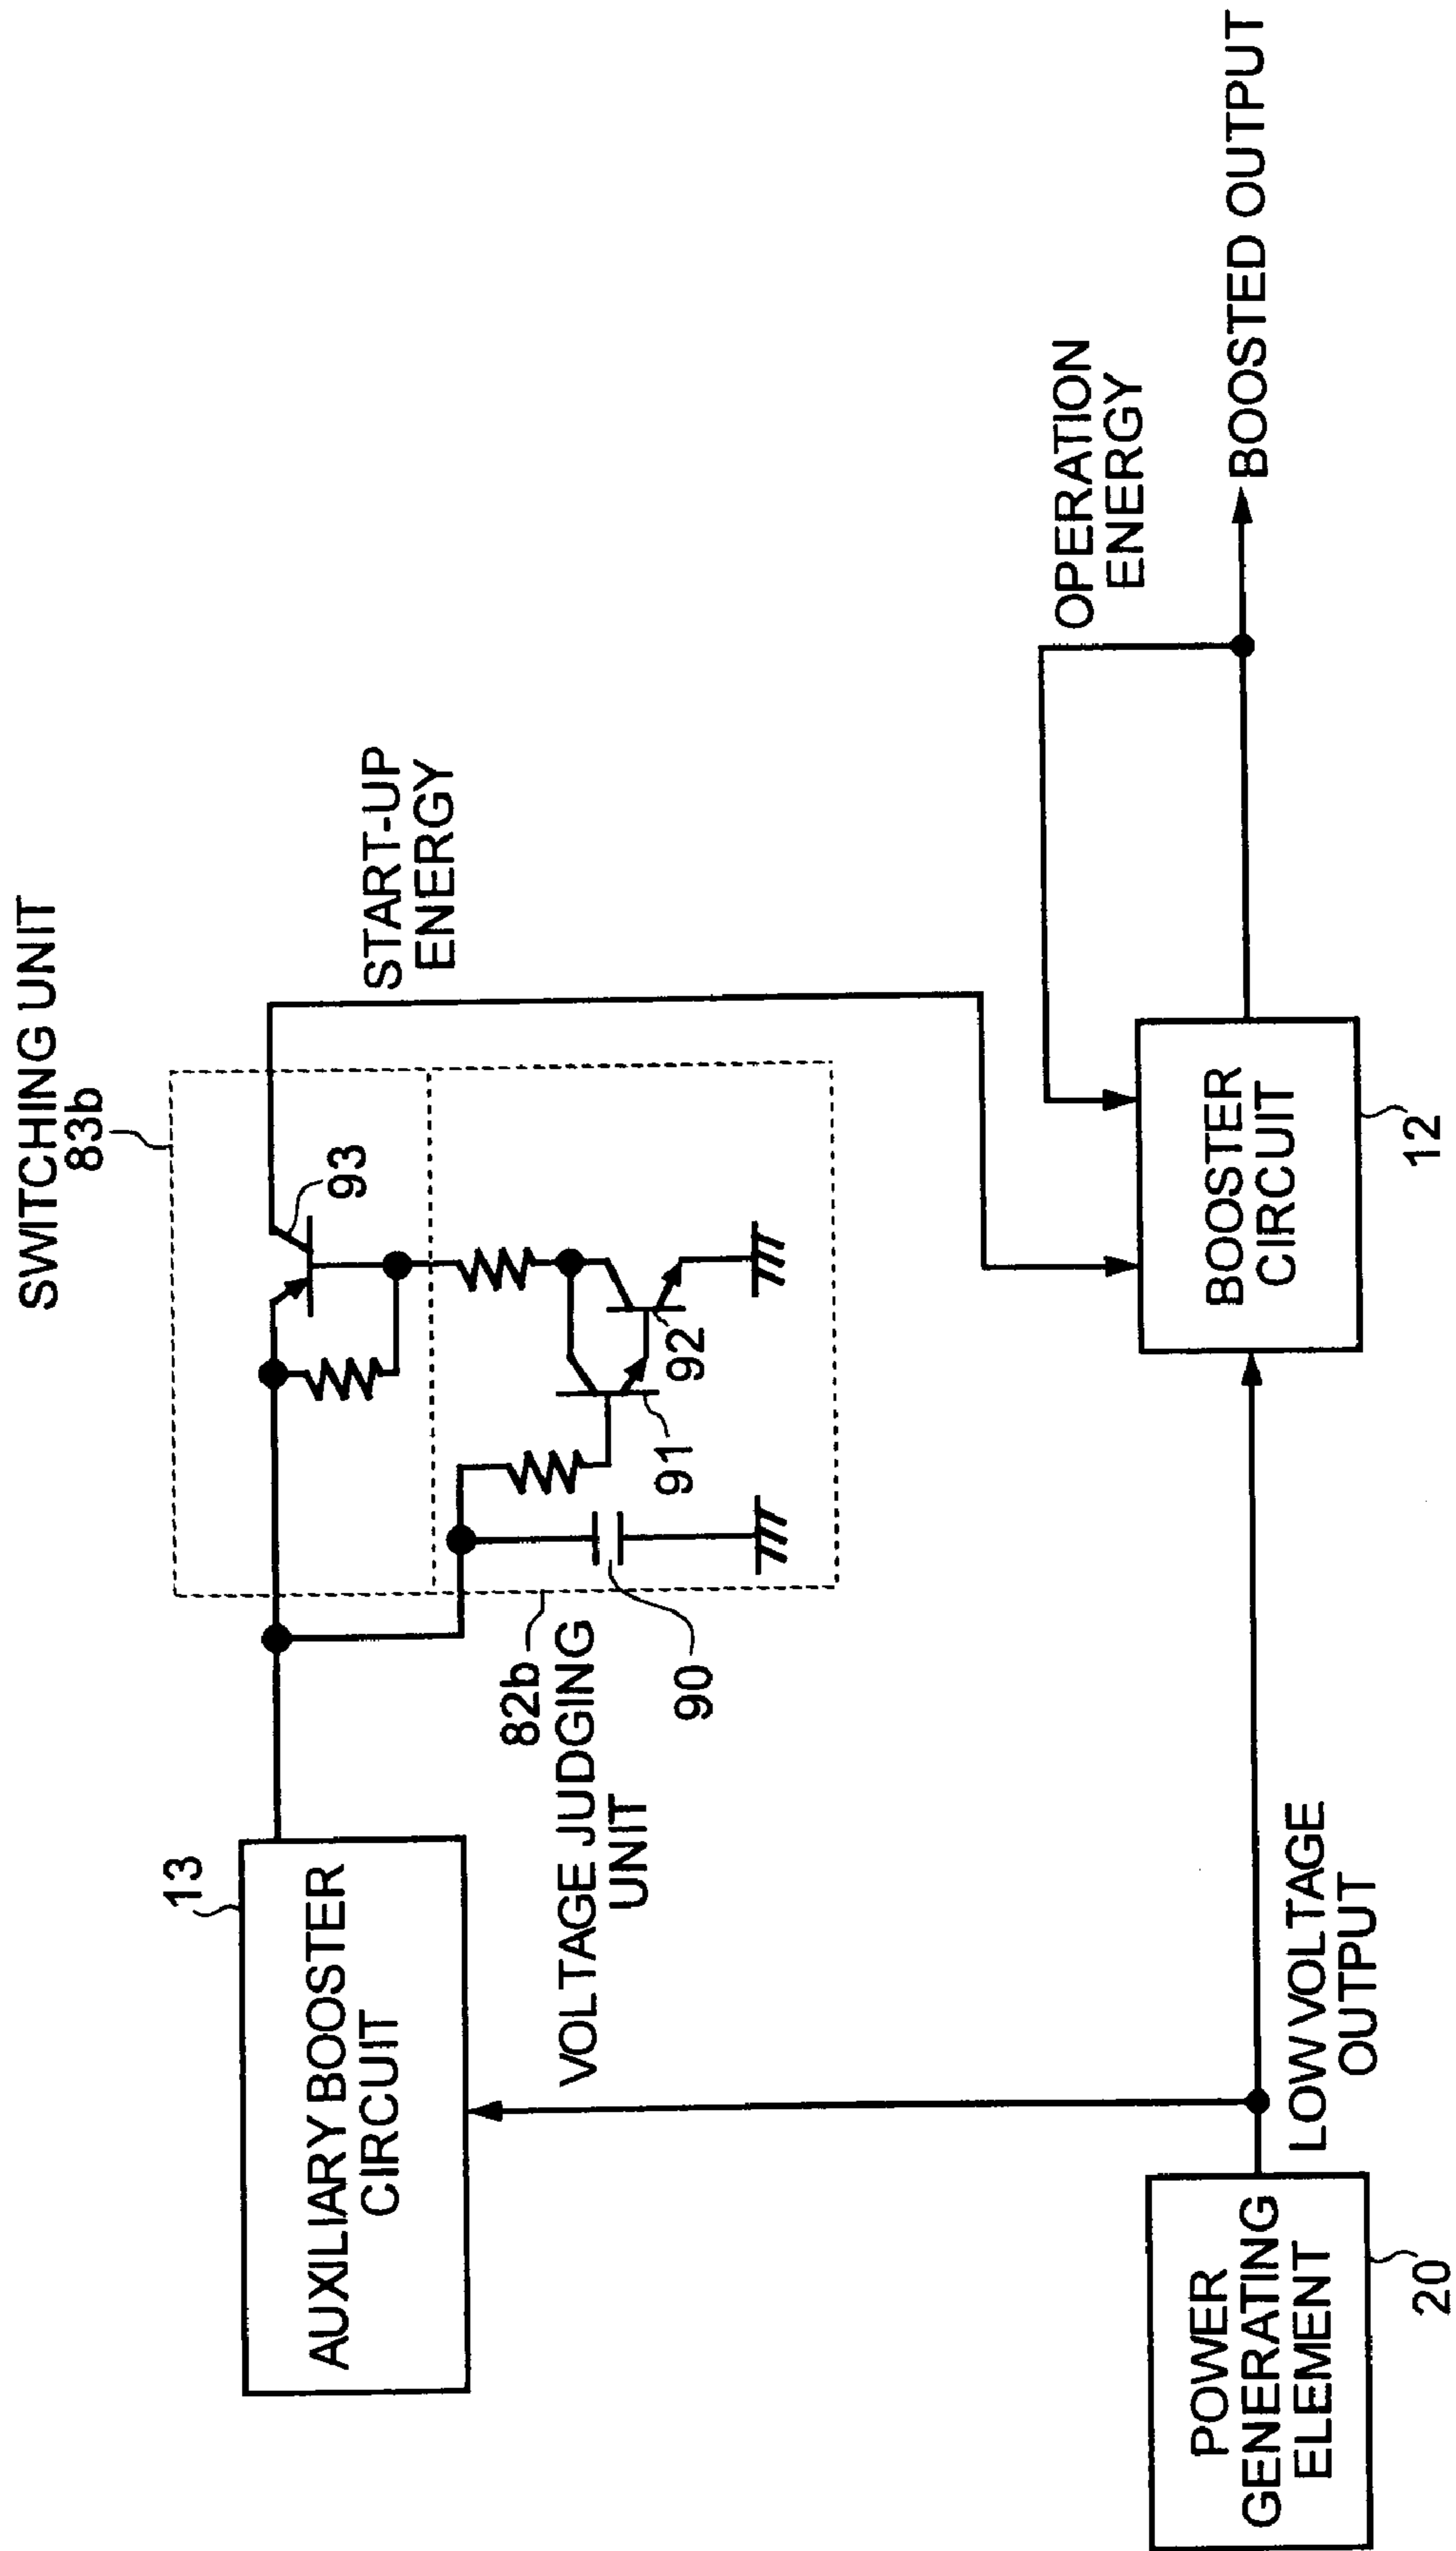 SWITCHING UNIT
83b
93
START-UP
ENERGY
13
AUXILIARY BOOSTER
CIRCUIT
82b
VOLTAGE JUDGING
UNIT
90
91
92
OPERATION
ENERGY
BOOSTED OUTPUT
BOOSTER
CIRCUIT
12
LOW VOLTAGE
OUTPUT
POWER
GENERATING
ELEMENT
20